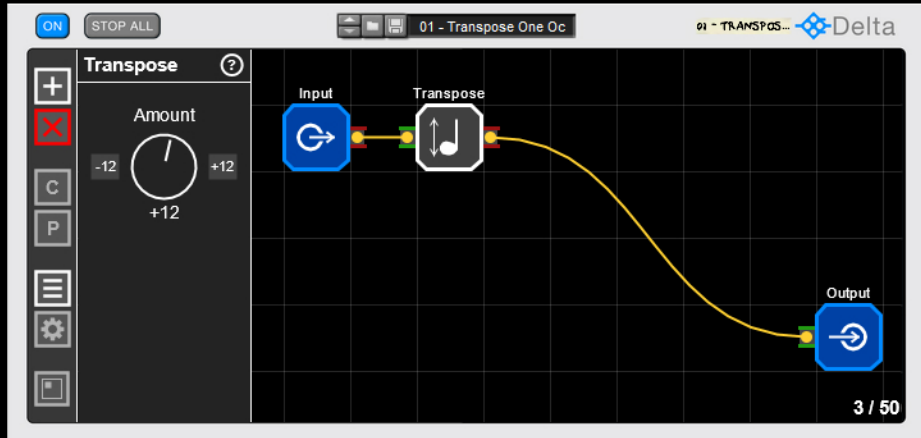 ON
STOP ALL
01 - Transpose One Oc
01 - TRANSPOS...
Delta
Transpose
?
Amount
-12
+12
+12
C
P
Input
Transpose
Output
3 / 50